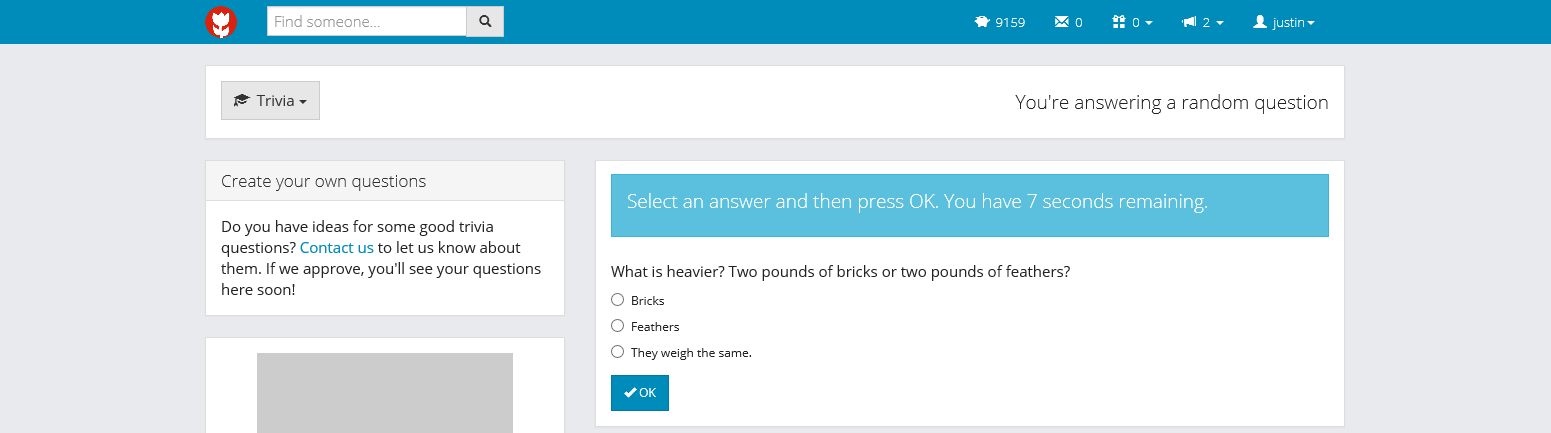 Find someone...
9159
0
0
2
justin
Trivia
You're answering a random question
Create your own questions
Do you have ideas for some good trivia
questions? Contact us to let us know about
them. If we approve, you'll see your questions
here soon!
Select an answer and then press OK. You have 7 seconds remaining.
What is heavier? Two pounds of bricks or two pounds of feathers?
Bricks
Feathers
They weigh the same.
OK